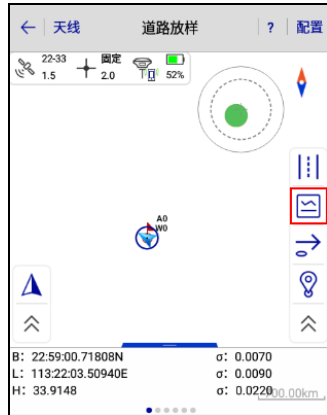 ← 天线 道路放样 ? 配置
22-33 固定
1.5 2.0 52%
A0
W0
B: 22:59:00.71808N σ: 0.0070
L: 113:22:03.50940E σ: 0.0090
H: 33.9148 σ: 0.0220
00.00km